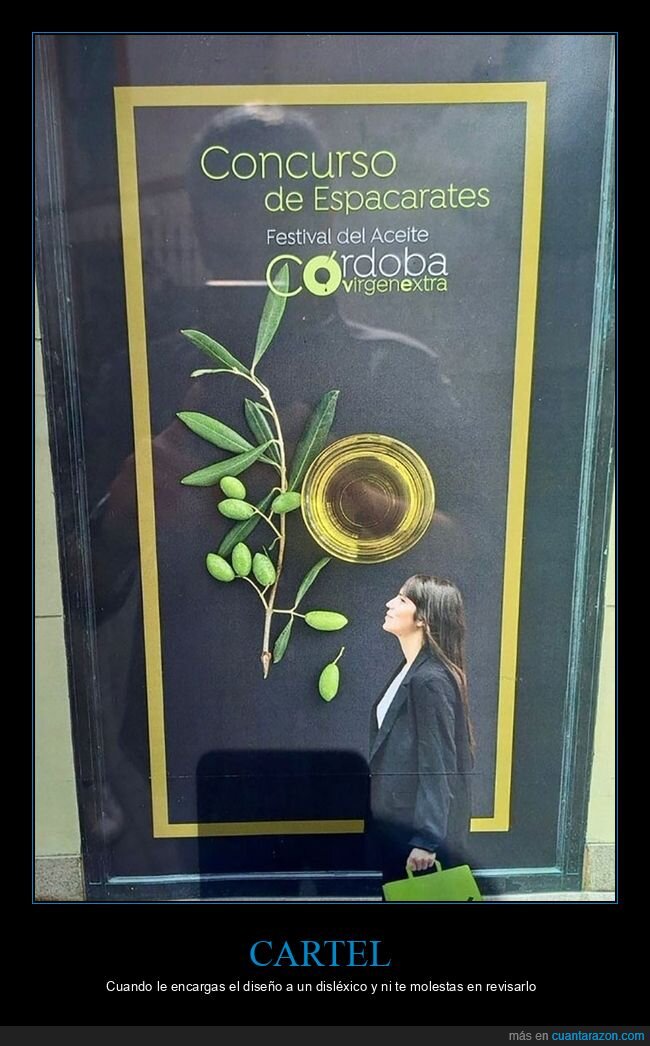 Concurso
de Espacarates
Festival del Aceite
Córdoba
virgenextra
CARTEL
Cuando le encargas el diseño a un disléxico y ni te molestas en revisarlo
más en cuantarazon.com